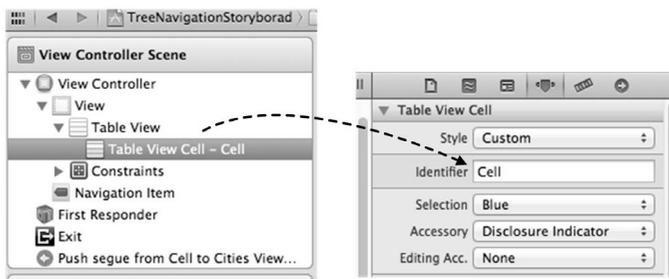 TreeNavigationStoryborad
View Controller Scene
View Controller
View
Table View
Table View Cell – Cell
Constraints
Navigation Item
First Responder
Exit
Push segue from Cell to Cities View...
Table View Cell
Style Custom
Identifier Cell
Selection Blue
Accessory Disclosure Indicator
Editing Acc. None